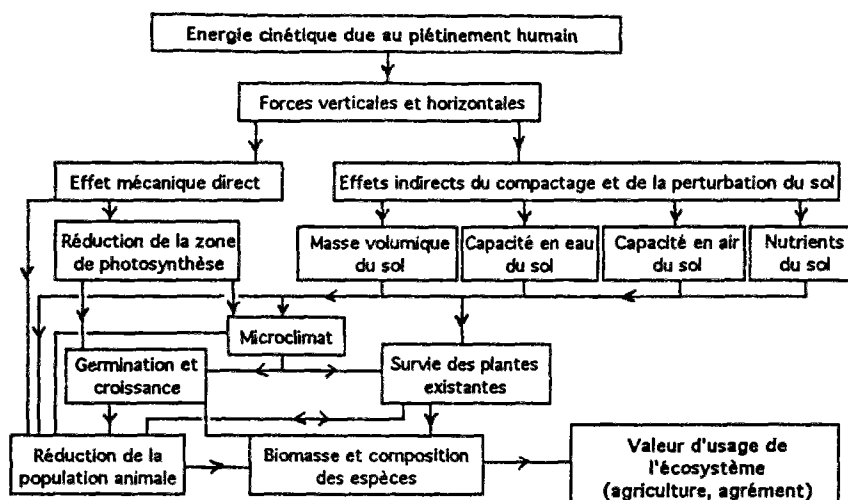 Energie cinétique due au piétinement humain
Forces verticales et horizontales
Effet mécanique direct
Effets indirects du compactage et de la perturbation du sol
Réduction de la zone
de photosynthèse
Masse volumique
du sol
Capacité en eau
du sol
Capacité en air
du sol
Nutrients
du sol
Microclimat
Germination et
croissance
Survie des plantes
existantes
Réduction de la
population animale
Biomasse et composition
des espèces
Valeur d'usage de
l'écosystème
(agriculture, agrément)